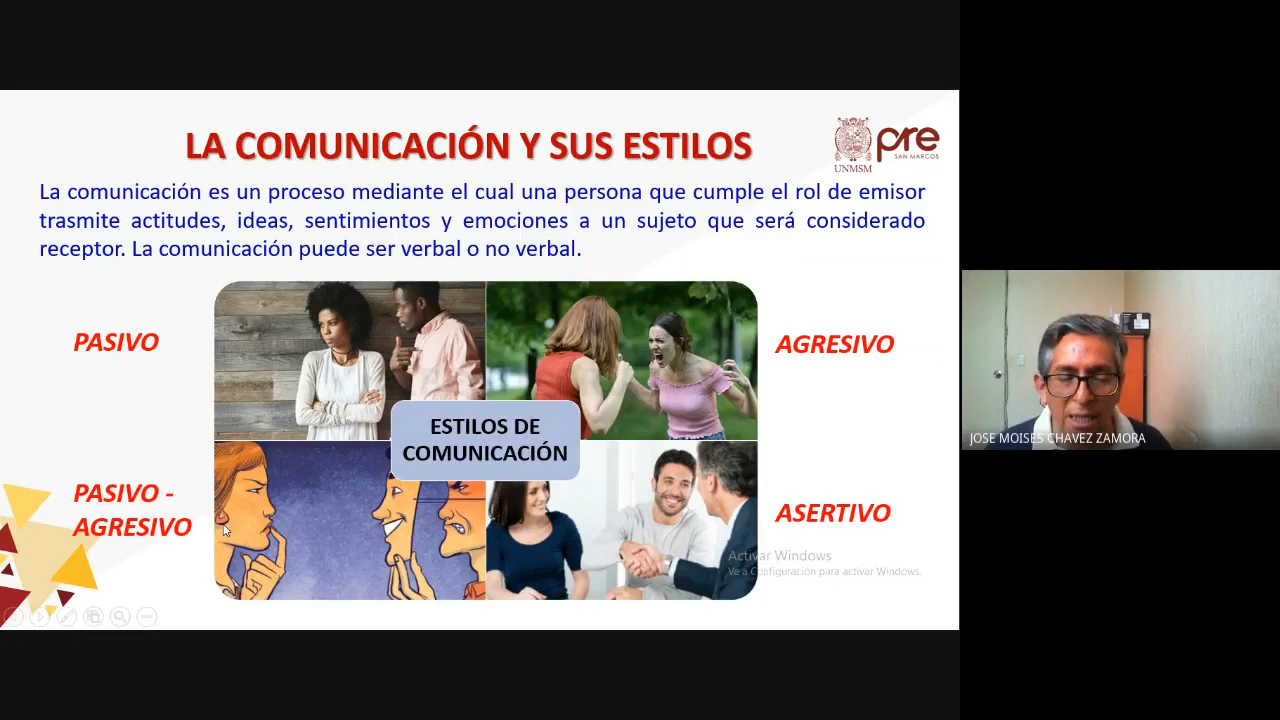 LA COMUNICACIÓN Y SUS ESTILOS
pre
SAN MARCOS
UNMSM
La comunicación es un proceso mediante el cual una persona que cumple el rol de emisor
trasmite actitudes, ideas, sentimientos y emociones a un sujeto que será considerado
receptor. La comunicación puede ser verbal o no verbal.
PASIVO
AGRESIVO
ESTILOS DE
COMUNICACIÓN
PASIVO -
AGRESIVO
ASERTIVO
Activar Windows
Ve a Configuración para activar Windows.
JOSE MOISES CHAVEZ ZAMORA